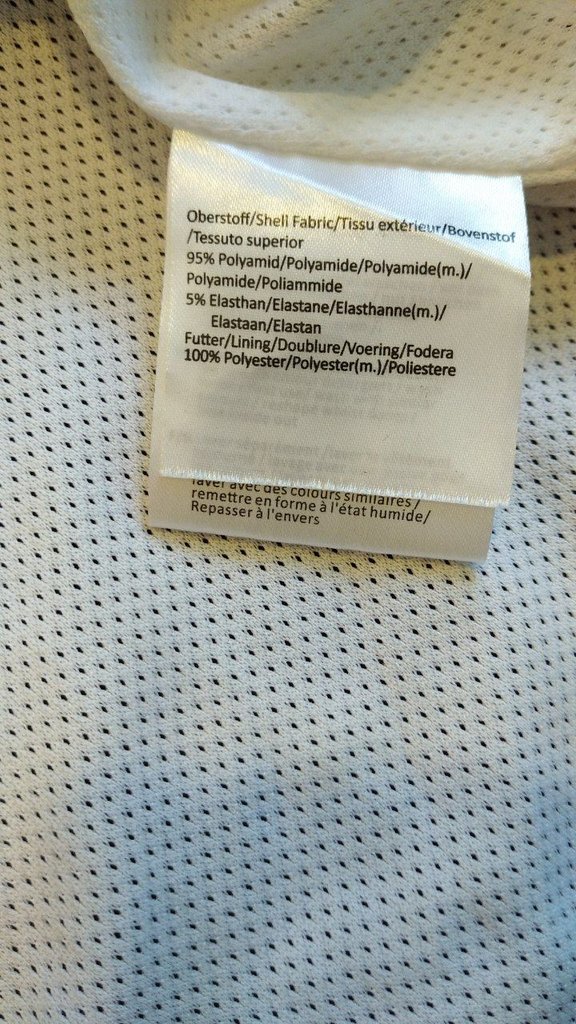 Oberstoff/Shell Fabric/Tissu extérieur/Bovenstof
/Tessuto superior
95% Polyamid/Polyamide/Polyamide(m.)/
Polyamide/Poliammide
5% Elasthan/Elastane/Elasthanne(m.)/
Elastaan/Elastan
Futter/Lining/Doublure/Voering/Fodera
100% Polyester/Polyester(m.)/Poliestere
laver avec des colours similaires /
remettre en forme à l'état humide/
Repasser à l'envers